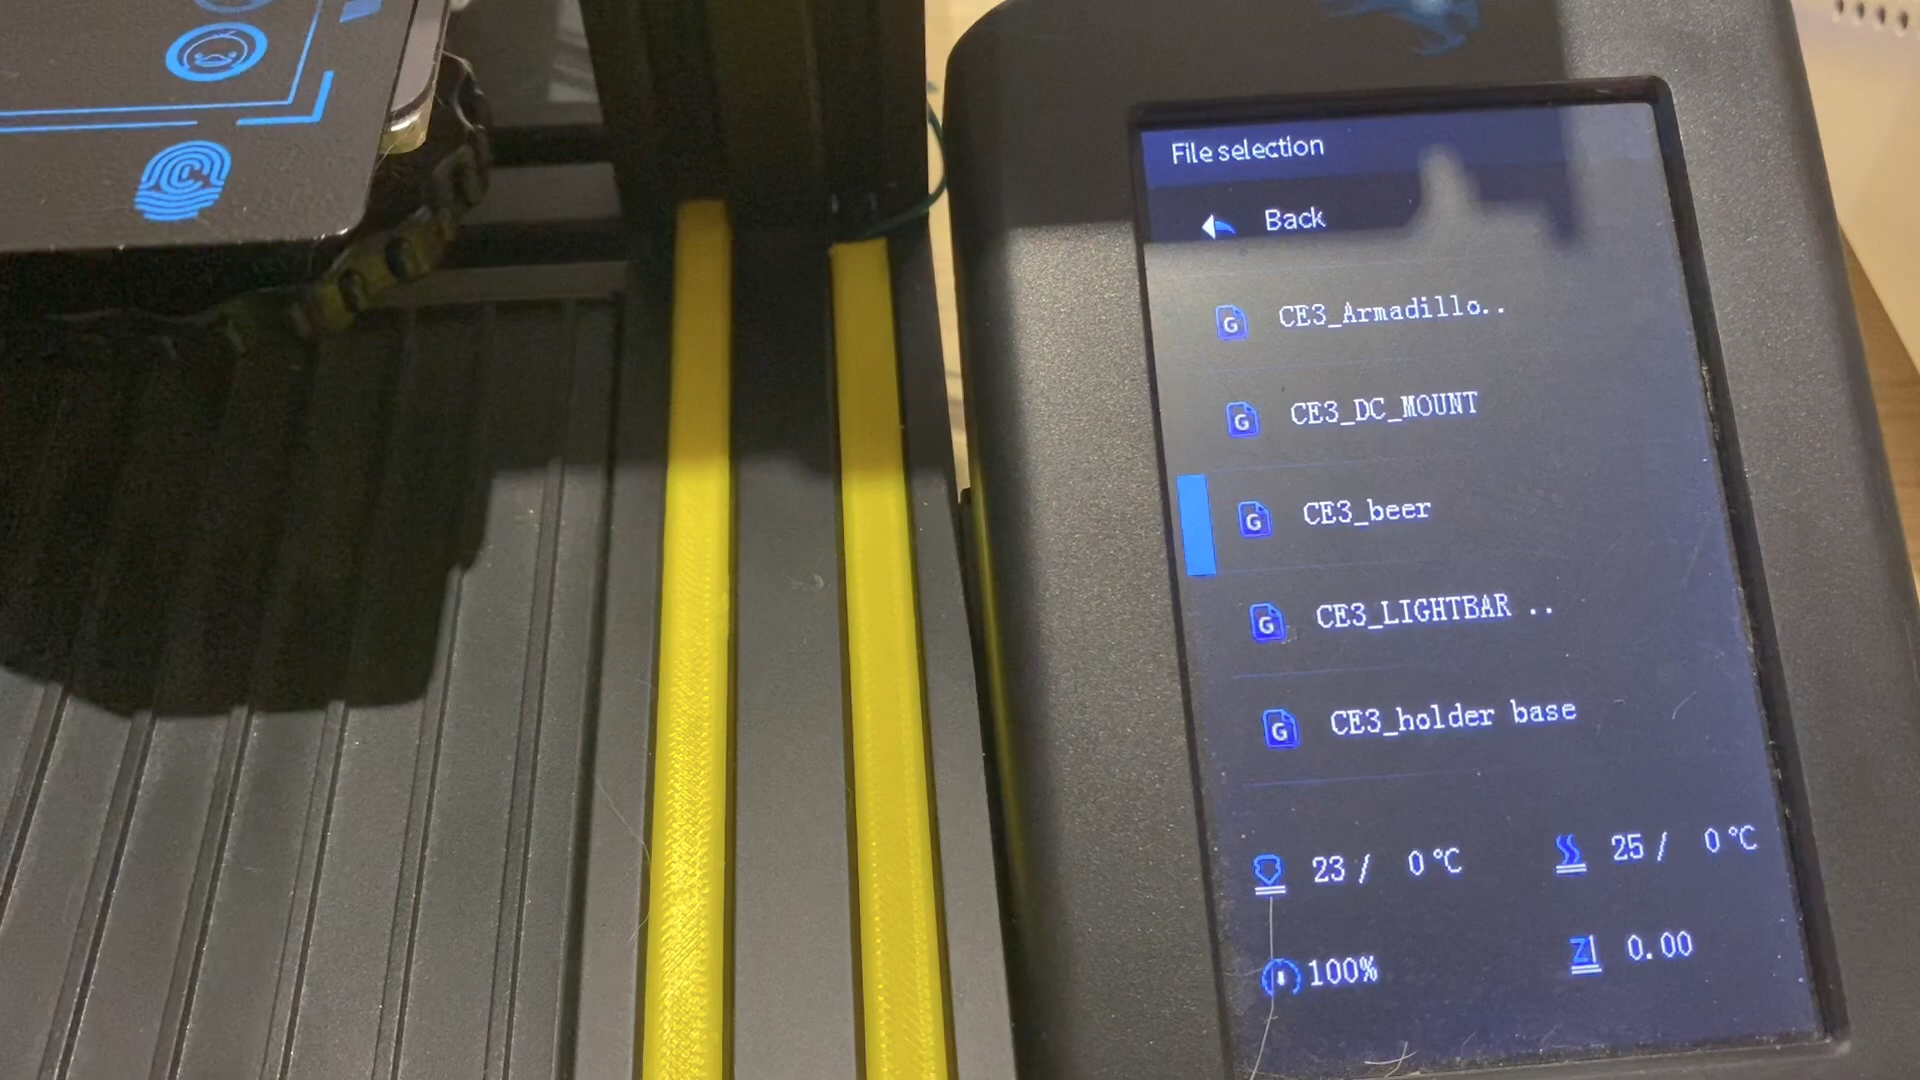 File selection
Back
CE3_Armadillo..
CE3_DC_MOUNT
CE3_beer
CE3_LIGHTBAR ..
CE3_holder base
23 / 0℃ 25 / 0℃
100% 0.00